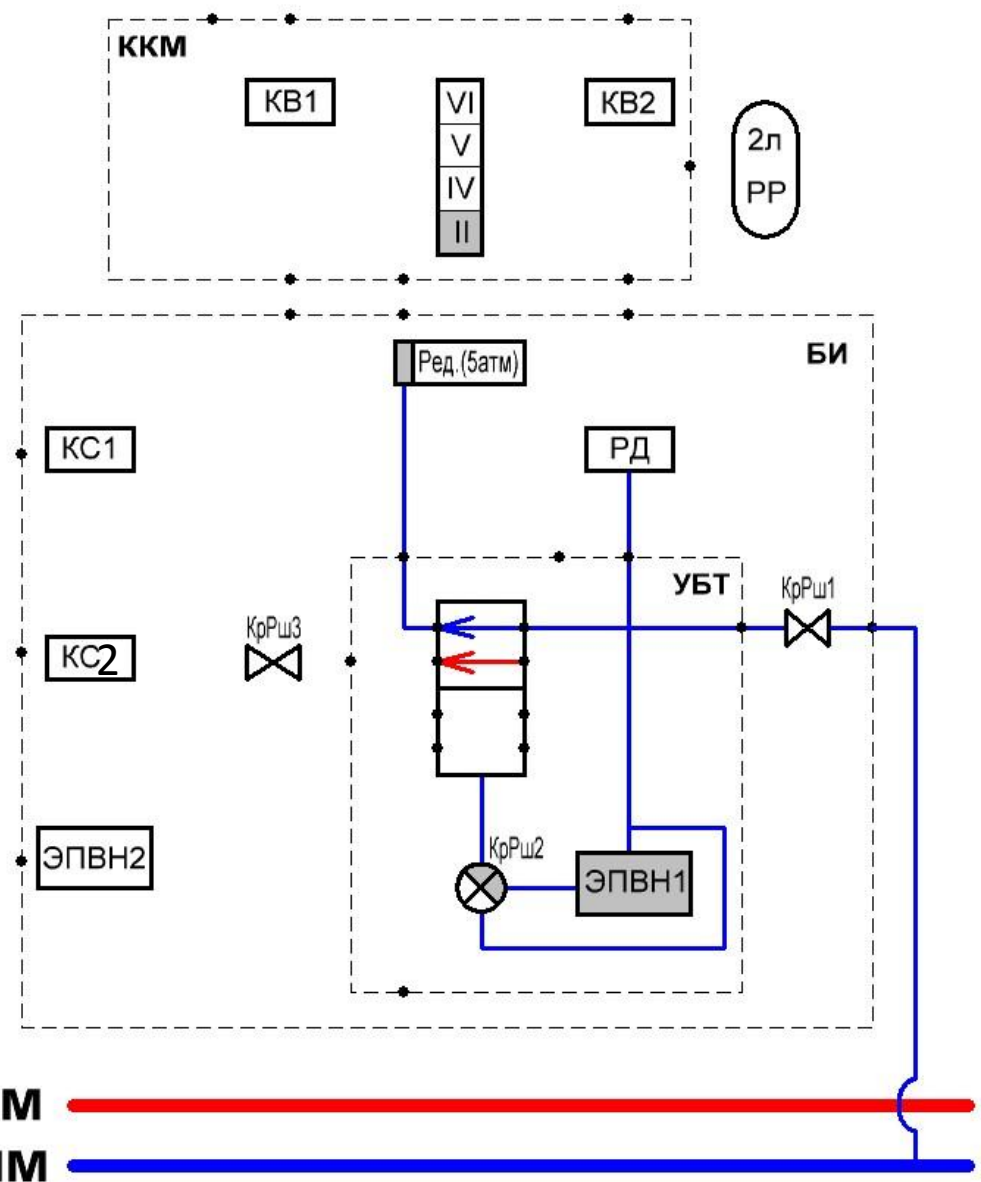 ККМ
КВ1
VI
КВ2
V
2л
IV
РР
II
БИ
Ред.(5атм)
КС1
РД
УБТ
КрРш1
КрРш3
КС2
КрРш2
ЭПВН2
ЭПВН1
М